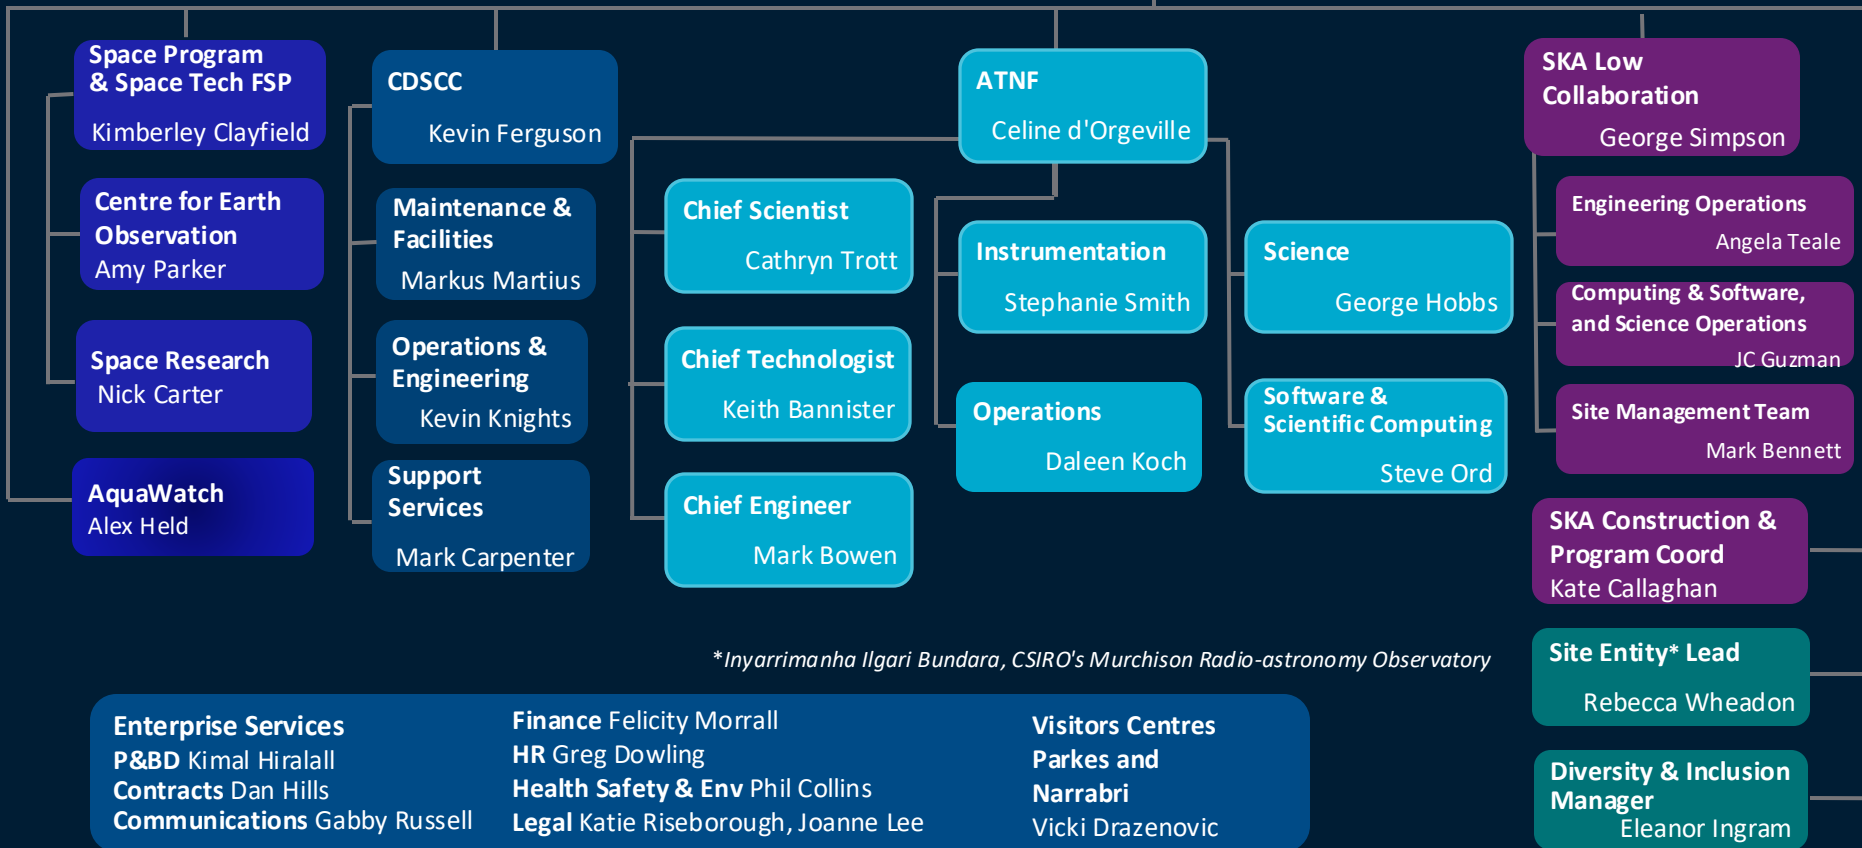 Space Program
& Space Tech FSP
Kimberley Clayfield
Centre for Earth
Observation
Amy Parker
Space Research
Nick Carter
AquaWatch
Alex Held
CDSCC
Kevin Ferguson
Maintenance &
Facilities
Markus Martius
Operations &
Engineering
Kevin Knights
Support
Services
Mark Carpenter
ATNF
Celine d'Orgeville
Chief Scientist
Cathryn Trott
Chief Technologist
Keith Bannister
Chief Engineer
Mark Bowen
Instrumentation
Stephanie Smith
Operations
Daleen Koch
Science
George Hobbs
Software &
Scientific Computing
Steve Ord
SKA Low
Collaboration
George Simpson
Engineering Operations
Angela Teale
Computing & Software,
and Science Operations
JC Guzman
Site Management Team
Mark Bennett
SKA Construction &
Program Coord
Kate Callaghan
Site Entity* Lead
Rebecca Wheadon
Diversity & Inclusion
Manager
Eleanor Ingram
*Inyarrimanha Ilgari Bundara, CSIRO's Murchison Radio-astronomy Observatory
Enterprise Services
P&BD Kimal Hiralall
Contracts Dan Hills
Communications Gabby Russell
Finance Felicity Morrall
HR Greg Dowling
Health Safety & Env Phil Collins
Legal Katie Riseborough, Joanne Lee
Visitors Centres
Parkes and
Narrabri
Vicki Drazenovic